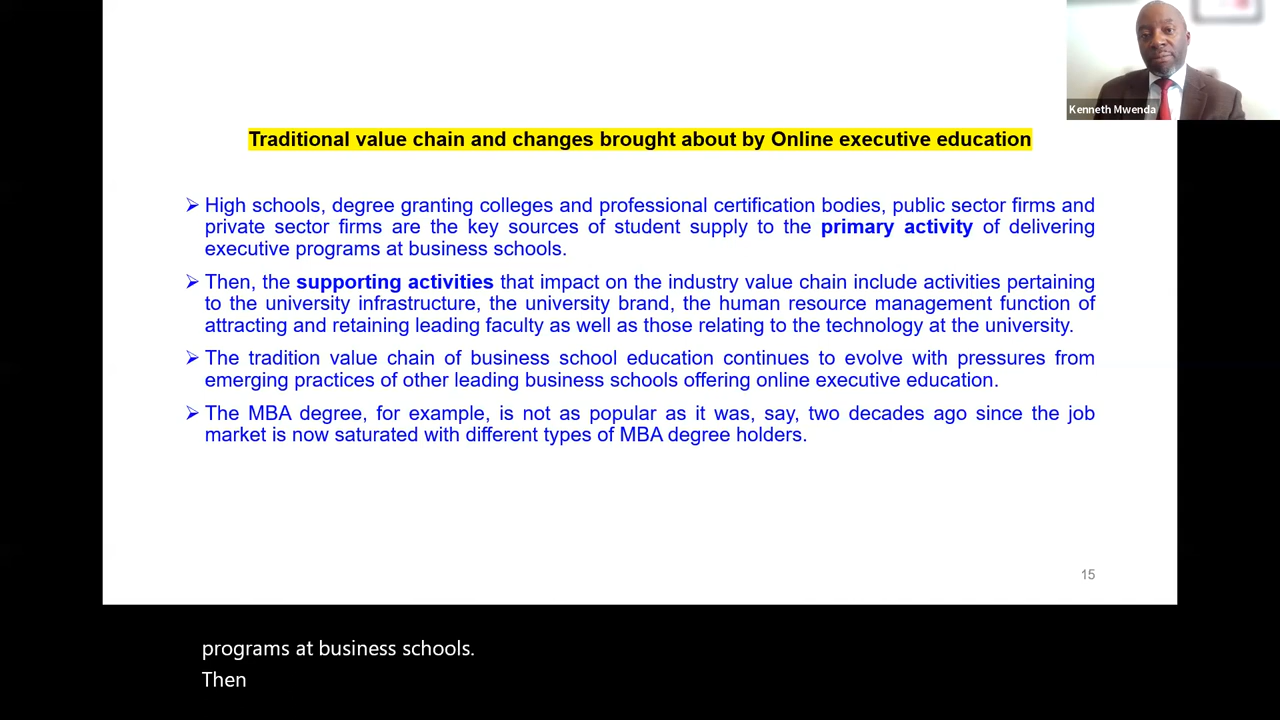 Kenneth Mwenda
Traditional value chain and changes brought about by Online executive education
➢ High schools, degree granting colleges and professional certification bodies, public sector firms and
private sector firms are the key sources of student supply to the primary activity of delivering
executive programs at business schools.
➢ Then, the supporting activities that impact on the industry value chain include activities pertaining
to the university infrastructure, the university brand, the human resource management function of
attracting and retaining leading faculty as well as those relating to the technology at the university.
➢ The tradition value chain of business school education continues to evolve with pressures from
emerging practices of other leading business schools offering online executive education.
➢ The MBA degree, for example, is not as popular as it was, say, two decades ago since the job
market is now saturated with different types of MBA degree holders.
15
programs at business schools.
Then